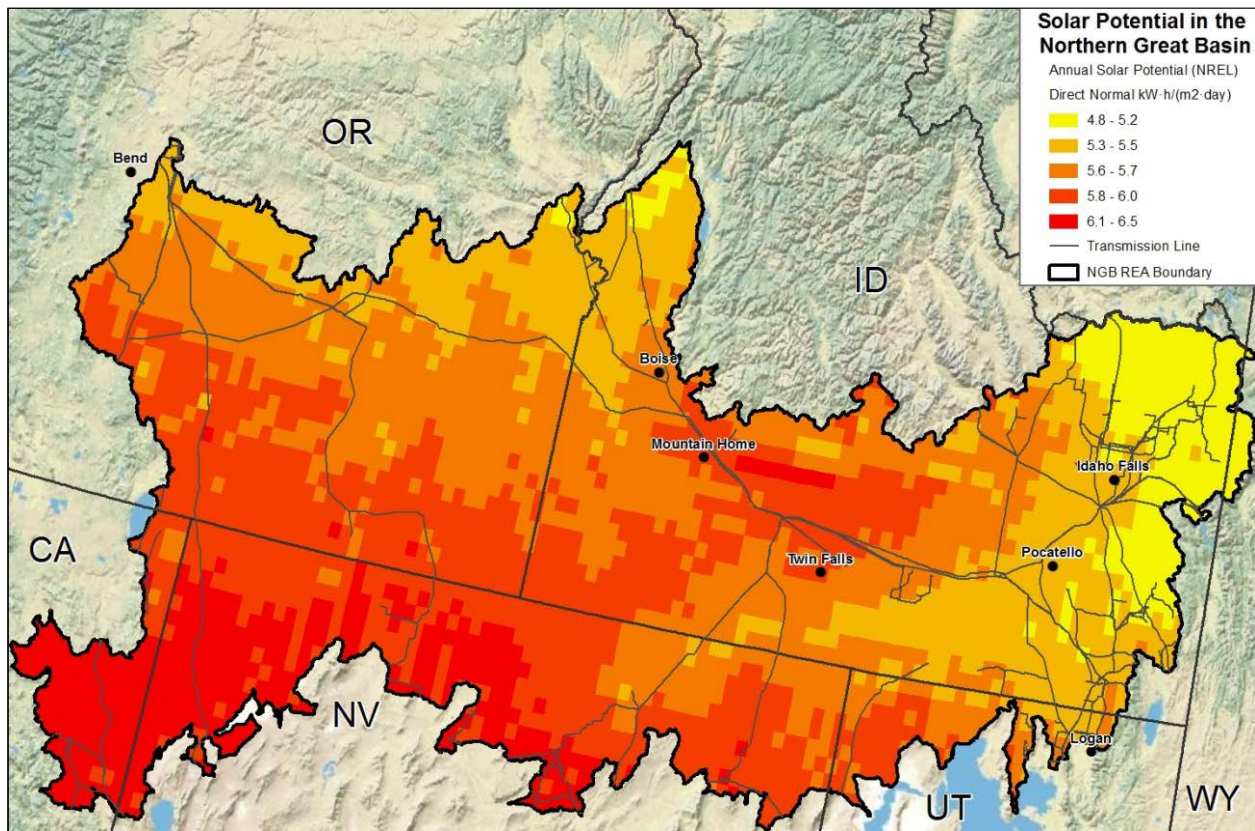 Solar Potential in the
Northern Great Basin
Annual Solar Potential (NREL)
Direct Normal kW·h/(m2·day)
4.8 - 5.2
5.3 - 5.5
5.6 - 5.7
5.8 - 6.0
6.1 - 6.5
Transmission Line
NGB REA Boundary
OR
Bend
ID
Boise
Mountain Home
Idaho Falls
CA
Twin Falls
Pocatello
NV
Logan
UT
WY